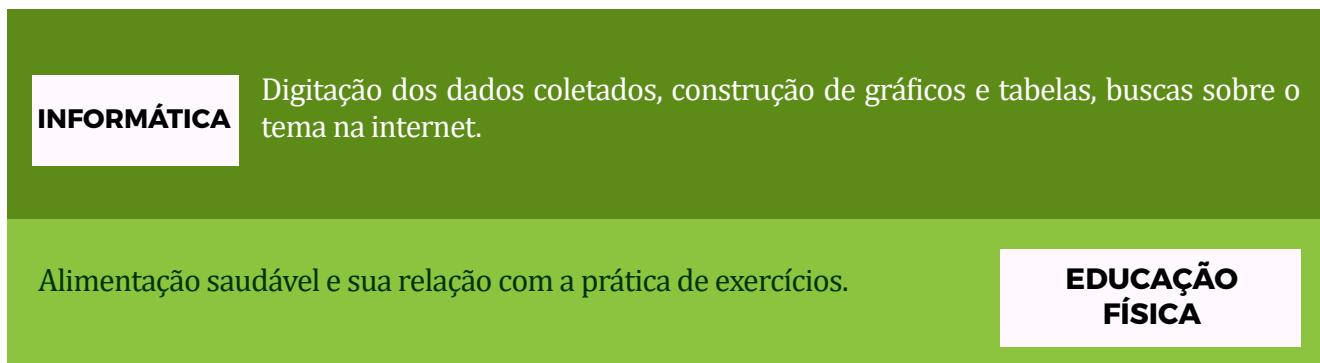 INFORMÁTICA
Digitação dos dados coletados, construção de gráficos e tabelas, buscas sobre o
tema na internet.
Alimentação saudável e sua relação com a prática de exercícios.
EDUCAÇÃO
FÍSICA